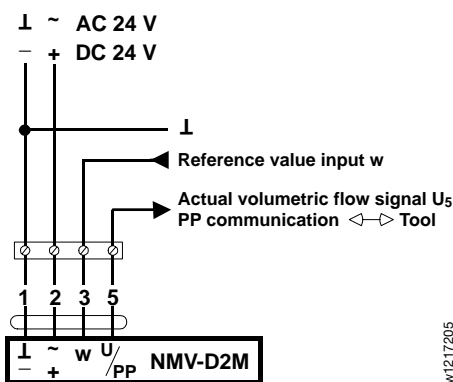 ⊥ ~ AC 24 V
– + DC 24 V
⊥
Reference value input w
Actual volumetric flow signal U5
PP communication Tool
1 2 3 5
⊥ ~ w U/PP NMV-D2M
– +
w1217205